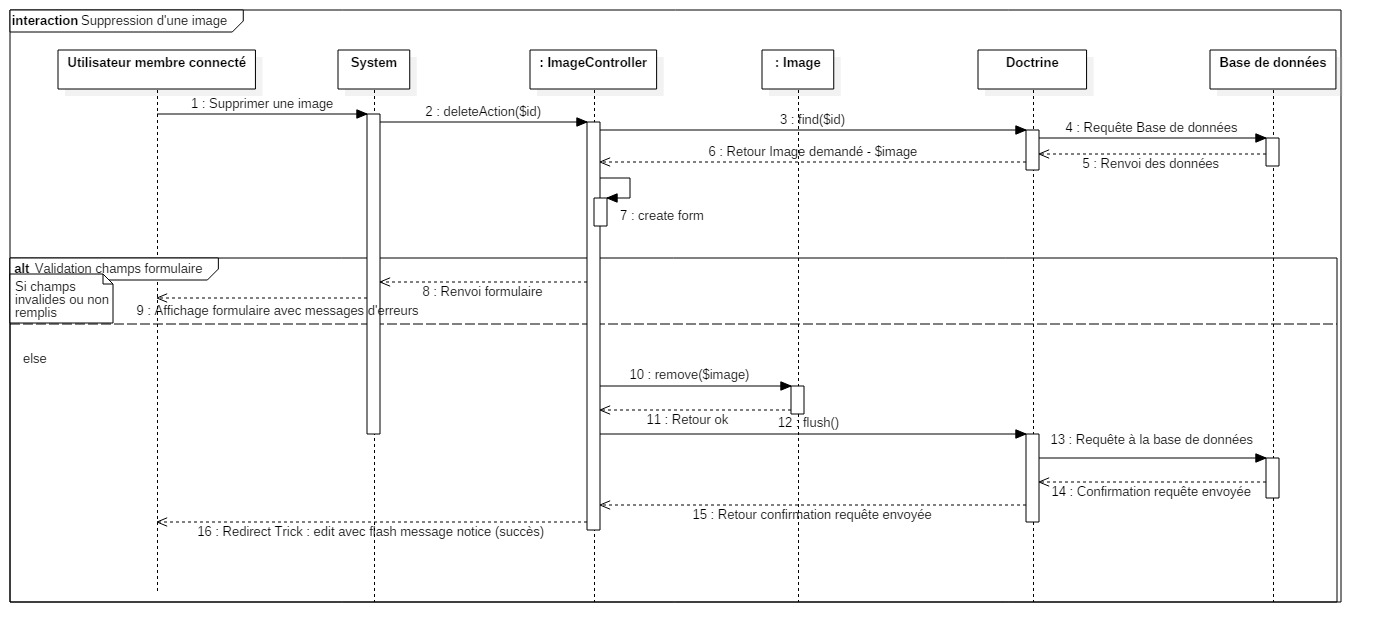 interaction Suppression d'une image
Utilisateur membre connecté
System
: ImageController
: Image
Doctrine
Base de données
1 : Supprimer une image
2 : deleteAction($id)
3 : find($id)
4 : Requête Base de données
5 : Renvoi des données
6 : Retour Image demandé - $image
7 : create form
alt Validation champs formulaire
Si champs
invalides ou non
remplis
8 : Renvoi formulaire
9 : Affichage formulaire avec messages d'erreurs
else
10 : remove($image)
11 : Retour ok
12 : flush()
13 : Requête à la base de données
14 : Confirmation requête envoyée
15 : Retour confirmation requête envoyée
16 : Redirect Trick : edit avec flash message notice (succès)